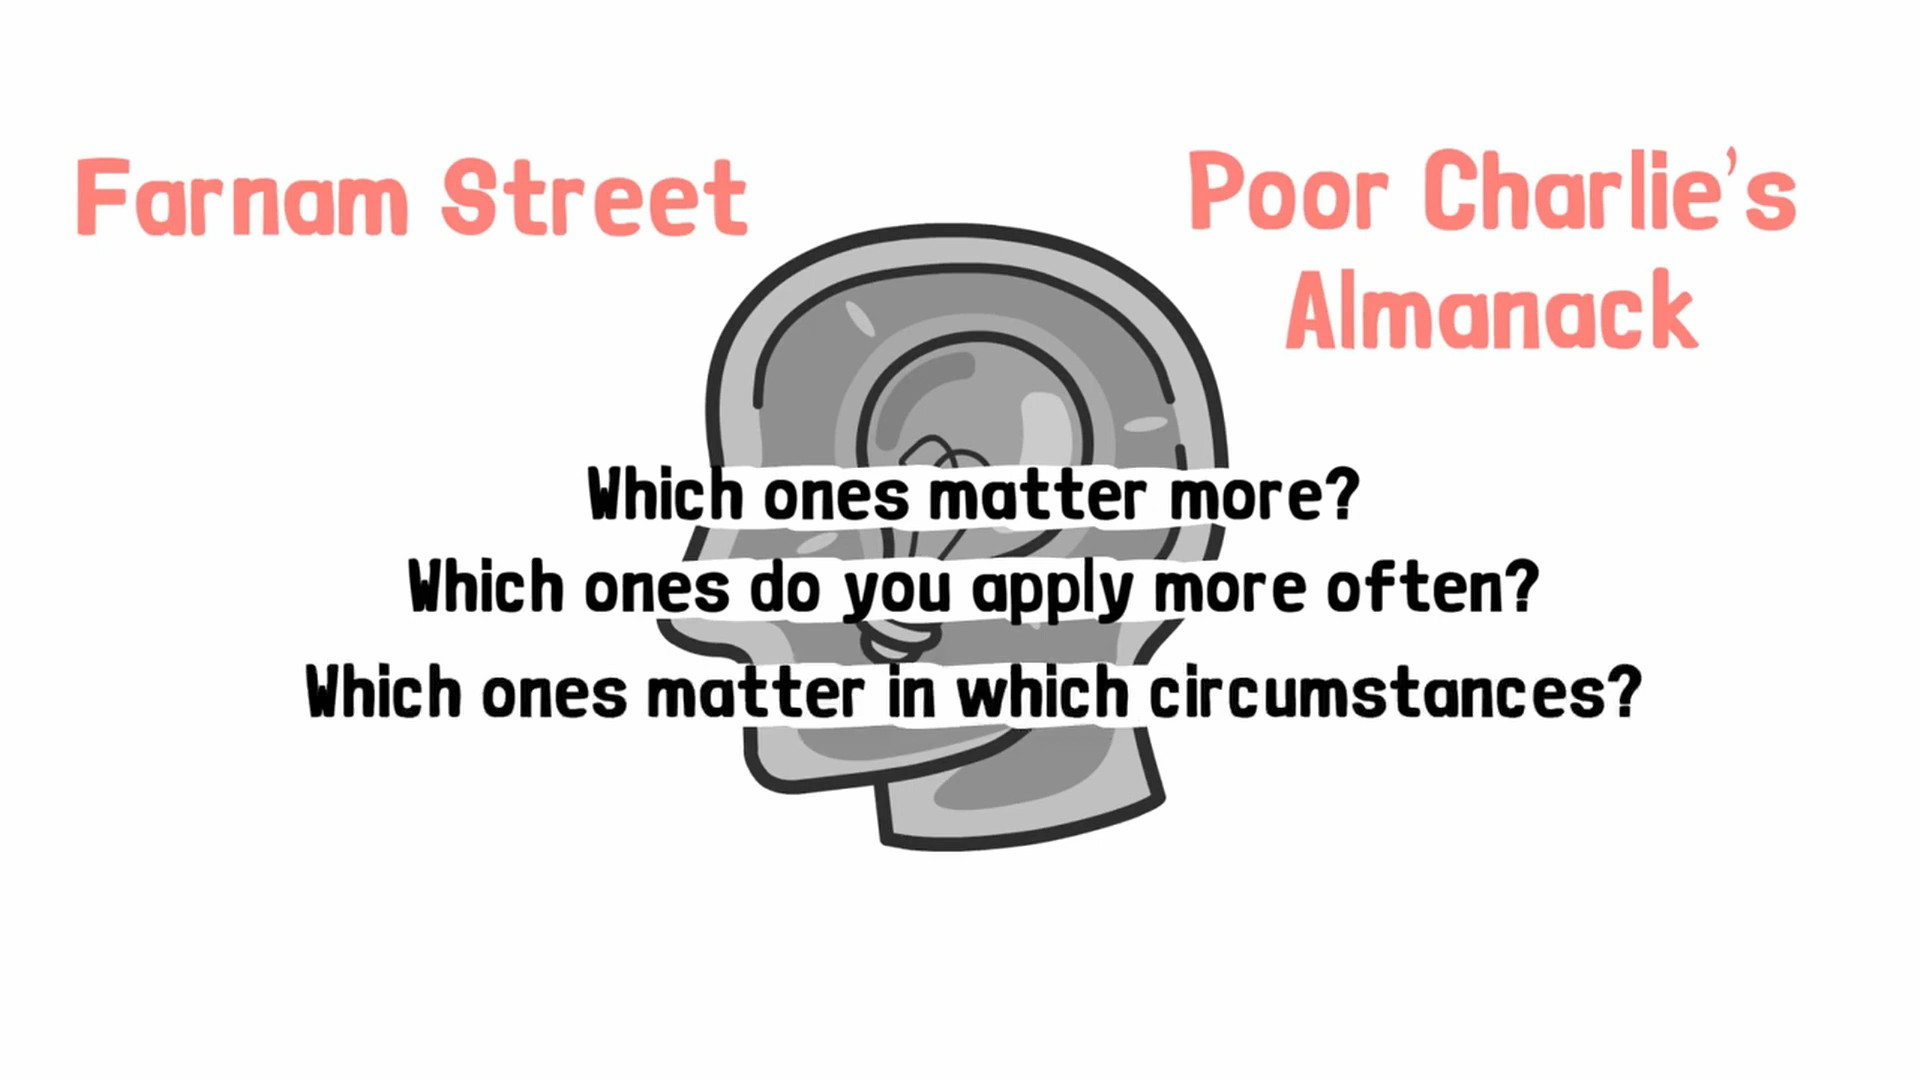 Farnam Street
Poor Charlie's
Almanack
Which ones matter more?
Which ones do you apply more often?
Which ones matter in which circumstances?